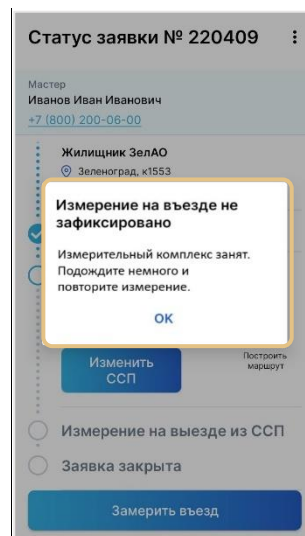 Статус заявки № 220409
Мастер
Иванов Иван Иванович
+7 (800) 200-06-00
Жилищник ЗелАО
Зеленоград, к1553
Измерение на въезде не
зафиксировано
Измерительный комплекс занят.
Подождите немного и
повторите измерение.
ОК
Изменить
ССП
Построить
маршрут
Измерение на выезде из ССП
Заявка закрыта
Замерить въезд